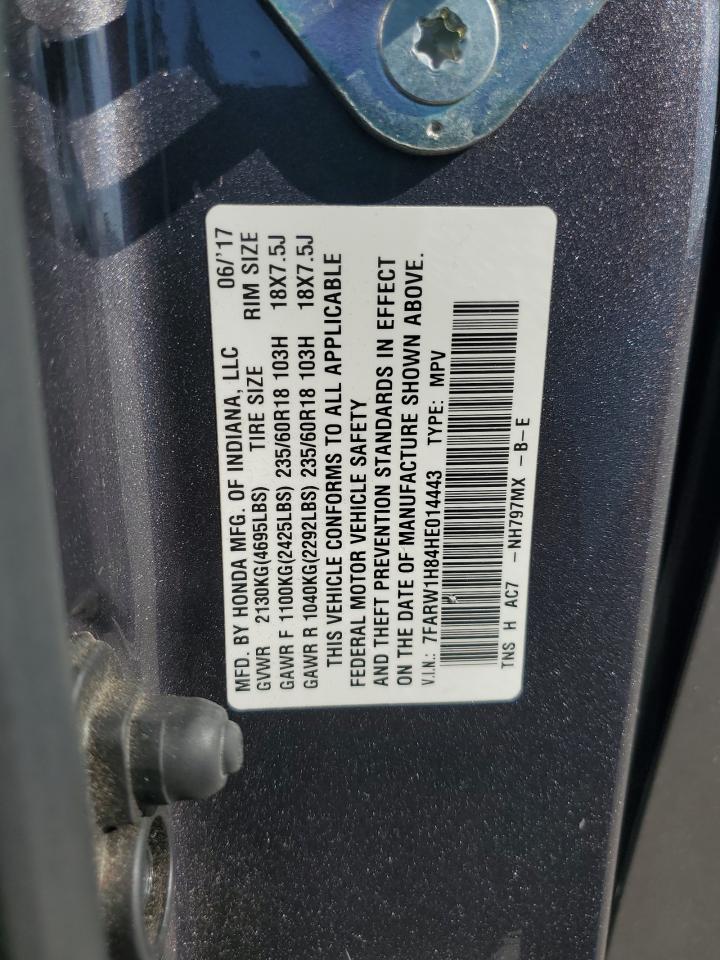 MFD. BY HONDA MFG. OF INDIANA, LLC 06/'17
GVWR 2130KG(4695LBS) TIRE SIZE RIM SIZE
GAWR F 1100KG(2425LBS) 235/60R18 103H 18X7.5J
GAWR R 1040KG(2292LBS) 235/60R18 103H 18X7.5J
THIS VEHICLE CONFORMS TO ALL APPLICABLE
FEDERAL MOTOR VEHICLE SAFETY
AND THEFT PREVENTION STANDARDS IN EFFECT
ON THE DATE OF MANUFACTURE SHOWN ABOVE.
V.I.N.: 7FARW1H84HE014443 TYPE: MPV
TNS H AC7 -NH797MX -B-E